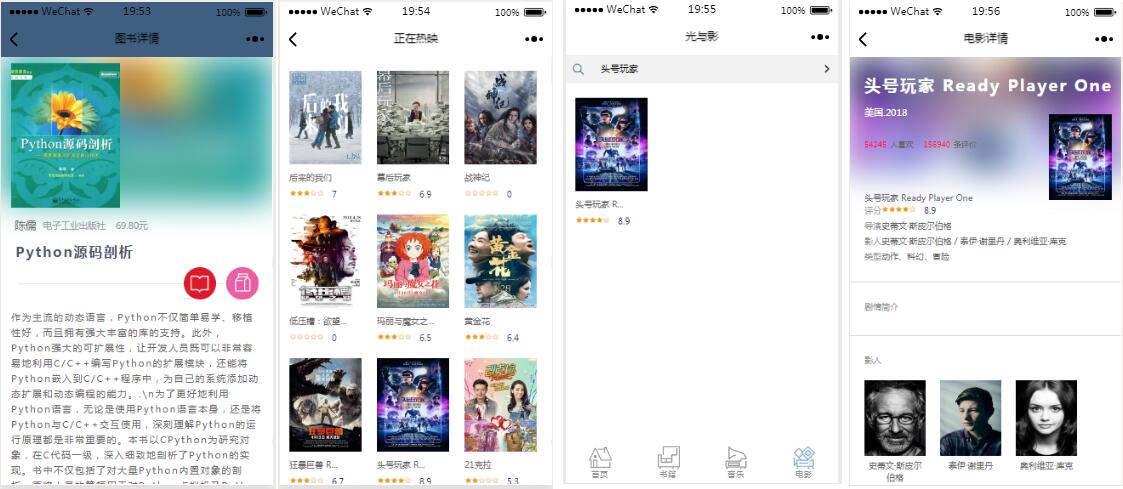 WeChat 19:53 100%
图书详情
Python源码剖析
陈儒 电子工业出版社 69.80元
Python源码剖析
作为主流的动态语言，Python不仅简单易学、移植
性好，而且拥有强大丰富的库的支持。此外，
Python强大的可扩展性，让开发人员既可以非常容
易地利用C/C++编写Python的扩展模块，还能将
Python嵌入到C/C++程序中，为自己的系统添加动
态扩展和动态编程的能力。.\n为了更好地利用
Python语言，无论是使用Python语言本身，还是将
Python与C/C++交互使用，深刻理解Python的运
行原理都是非常重要的。本书以CPython为研究对
象，在C代码一级，深入细致地剖析了Python的实
现。书中不仅包括了对大量Python内置对象的剖
WeChat 19:54 100%
正在热映
后来的我们
7
幕后玩家
6.9
战神纪
0
低压槽：欲望...
0
玛丽与魔女之...
6.5
黄金花
6.4
狂暴巨兽 R...
6.7
头号玩家 R...
8.9
21克拉
5.3
WeChat 19:55 100%
光与影
头号玩家
头号玩家 R...
8.9
首页 书籍 音乐 电影
WeChat 19:56 100%
电影详情
头号玩家 Ready Player One
美国.2018
54245 人喜欢 156940 条评价
头号玩家 Ready Player One
评分 8.9
导演史蒂文·斯皮尔伯格
影人史蒂文·斯皮尔伯格 / 泰伊·谢里丹 / 奥利维亚·库克
类型动作、科幻、冒险
剧情简介
影人
史蒂文·斯皮尔
伯格
泰伊·谢里丹
奥利维亚·库克